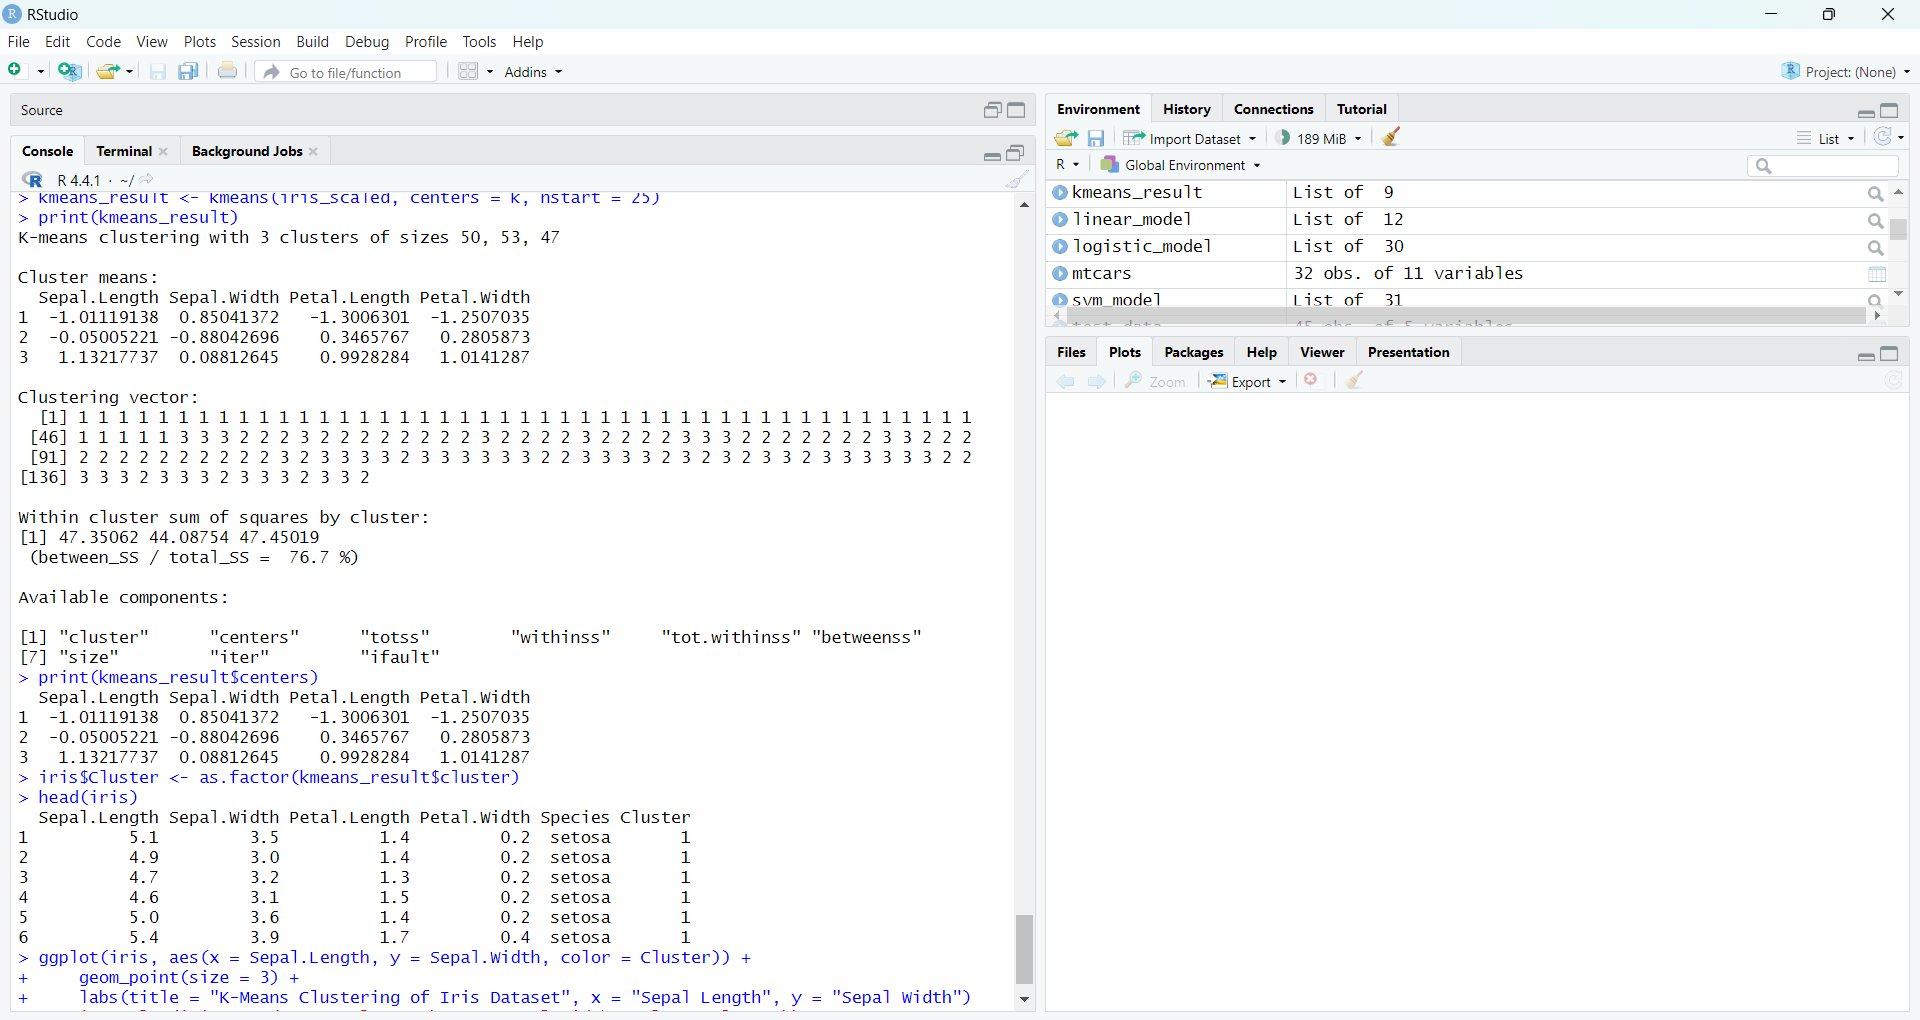 RStudio
File Edit Code View Plots Session Build Debug Profile Tools Help
Go to file/function Addins Project: (None)
Source
Console Terminal Background Jobs
R 4.4.1 · ~/
> kmeans_result <- kmeans(iris_scaled, centers = k, nstart = 25)
> print(kmeans_result)
K-means clustering with 3 clusters of sizes 50, 53, 47
Cluster means:
  Sepal.Length Sepal.Width Petal.Length Petal.Width
1  -1.01119138  0.85041372   -1.3006301  -1.2507035
2  -0.05005221 -0.88042696    0.3465767   0.2805873
3   1.13217737  0.08812645    0.9928284   1.0141287
Clustering vector:
  [1] 1 1 1 1 1 1 1 1 1 1 1 1 1 1 1 1 1 1 1 1 1 1 1 1 1 1 1 1 1 1 1 1 1 1 1 1 1 1 1 1 1 1 1 1 1
 [46] 1 1 1 1 1 3 3 3 2 2 2 3 2 2 2 2 2 2 2 2 3 2 2 2 2 3 2 2 2 2 3 3 3 2 2 2 2 2 2 2 3 3 2 2 2
 [91] 2 2 2 2 2 2 2 2 2 2 3 2 3 3 3 3 2 3 3 3 3 3 3 2 2 3 3 3 3 2 3 2 3 2 3 3 2 3 3 3 3 3 3 2 2
[136] 3 3 3 2 3 3 3 2 3 3 3 2 3 3 2
Within cluster sum of squares by cluster:
[1] 47.35062 44.08754 47.45019
 (between_SS / total_SS =  76.7 %)
Available components:
[1] "cluster"      "centers"      "totss"        "withinss"     "tot.withinss" "betweenss"
[7] "size"         "iter"         "ifault"
> print(kmeans_result$centers)
  Sepal.Length Sepal.Width Petal.Length Petal.Width
1  -1.01119138  0.85041372   -1.3006301  -1.2507035
2  -0.05005221 -0.88042696    0.3465767   0.2805873
3   1.13217737  0.08812645    0.9928284   1.0141287
> iris$Cluster <- as.factor(kmeans_result$cluster)
> head(iris)
  Sepal.Length Sepal.Width Petal.Length Petal.Width Species Cluster
1          5.1         3.5          1.4         0.2  setosa       1
2          4.9         3.0          1.4         0.2  setosa       1
3          4.7         3.2          1.3         0.2  setosa       1
4          4.6         3.1          1.5         0.2  setosa       1
5          5.0         3.6          1.4         0.2  setosa       1
6          5.4         3.9          1.7         0.4  setosa       1
> ggplot(iris, aes(x = Sepal.Length, y = Sepal.Width, color = Cluster)) +
+     geom_point(size = 3) +
+     labs(title = "K-Means Clustering of Iris Dataset", x = "Sepal Length", y = "Sepal Width")
Environment History Connections Tutorial
Import Dataset 189 MiB List
R Global Environment
kmeans_result List of 9
linear_model List of 12
logistic_model List of 30
mtcars 32 obs. of 11 variables
svm_model List of 31
test_data 45 obs. of 5 variables
Files Plots Packages Help Viewer Presentation
Zoom Export